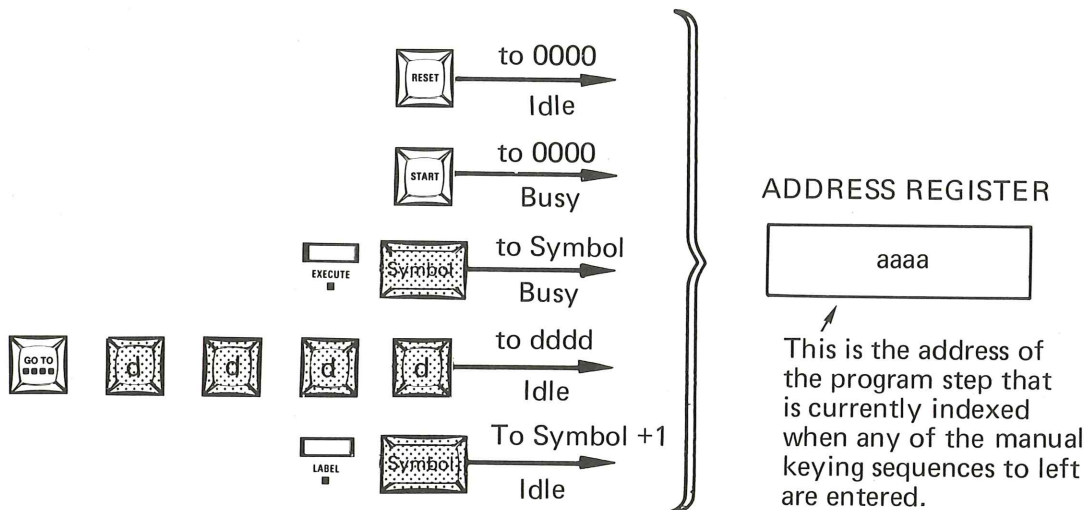 RESET
to 0000
Idle
START
to 0000
Busy
EXECUTE
Symbol
to Symbol
Busy
GO TO
d
d
d
d
to dddd
Idle
LABEL
Symbol
To Symbol +1
Idle
ADDRESS REGISTER
aaaa
This is the address of
the program step that
is currently indexed
when any of the manual
keying sequences to left
are entered.